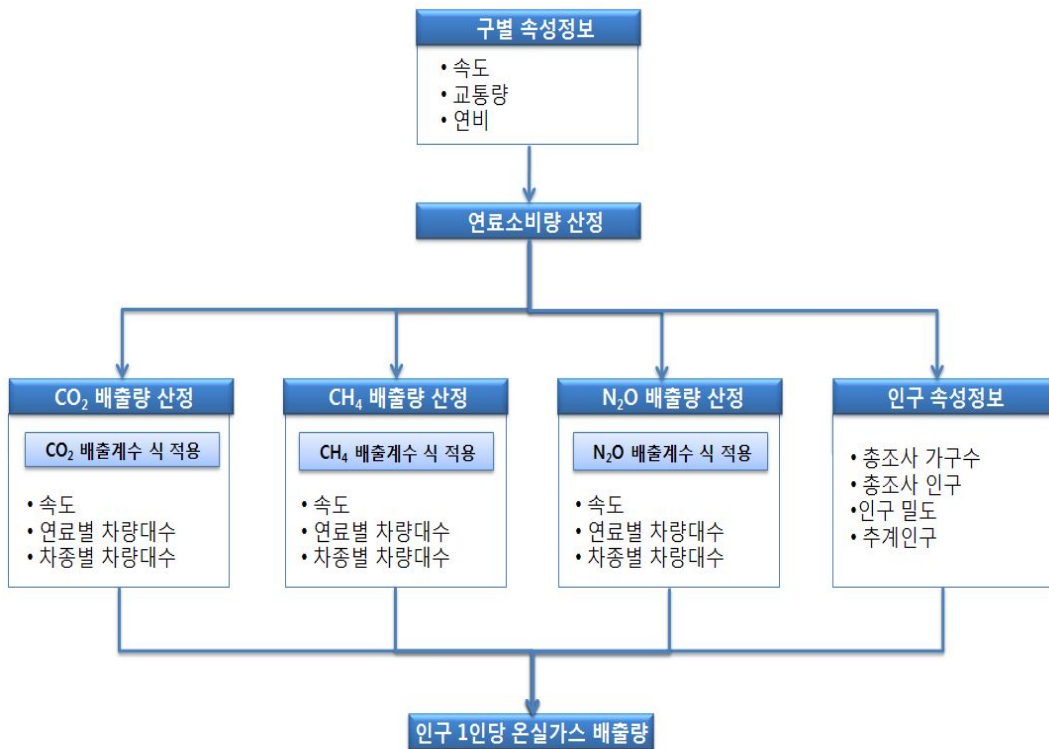 구별 속성정보
• 속도
• 교통량
• 연비
연료소비량 산정
CO₂ 배출량 산정
CO₂ 배출계수 식 적용
• 속도
• 연료별 차량대수
• 차종별 차량대수
CH₄ 배출량 산정
CH₄ 배출계수 식 적용
• 속도
• 연료별 차량대수
• 차종별 차량대수
N₂O 배출량 산정
N₂O 배출계수 식 적용
• 속도
• 연료별 차량대수
• 차종별 차량대수
인구 속성정보
• 총조사 가구수
• 총조사 인구
•인구 밀도
• 추계인구
인구 1인당 온실가스 배출량